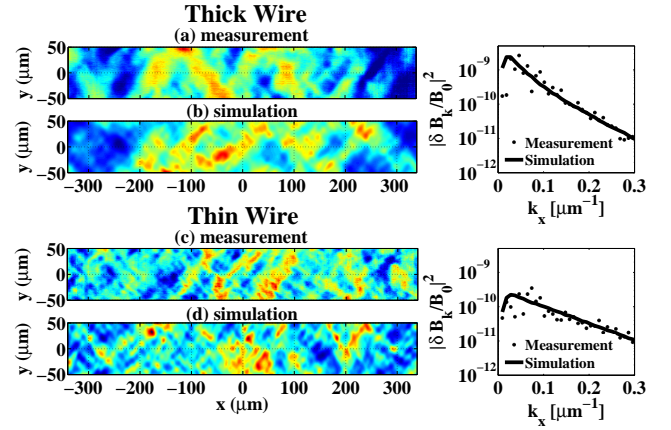 Thick Wire
(a) measurement
y (μm)
50
0
−50
(b) simulation
y (μm)
50
0
−50
−300 −200 −100 0 100 200 300
|δ B_k/B_0|^2
10^−9
10^−10
10^−11
10^−12
Measurement
Simulation
0 0.1 0.2 0.3
k_x [μm^−1]
Thin Wire
(c) measurement
y (μm)
50
0
−50
(d) simulation
y (μm)
50
0
−50
−300 −200 −100 0 100 200 300
x (μm)
|δ B_k/B_0|^2
10^−9
10^−10
10^−11
10^−12
Measurement
Simulation
0 0.1 0.2 0.3
k_x [μm^−1]